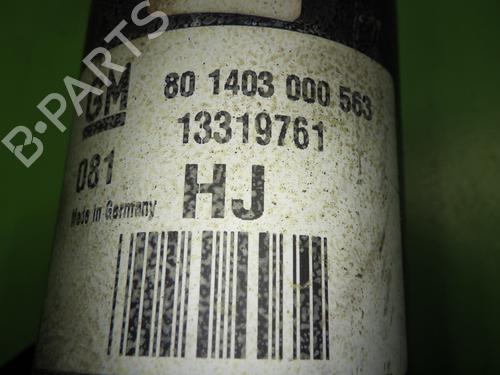 B-PARTS
GM
80 1403 000 563
13319761
081
HJ
Made in Germany